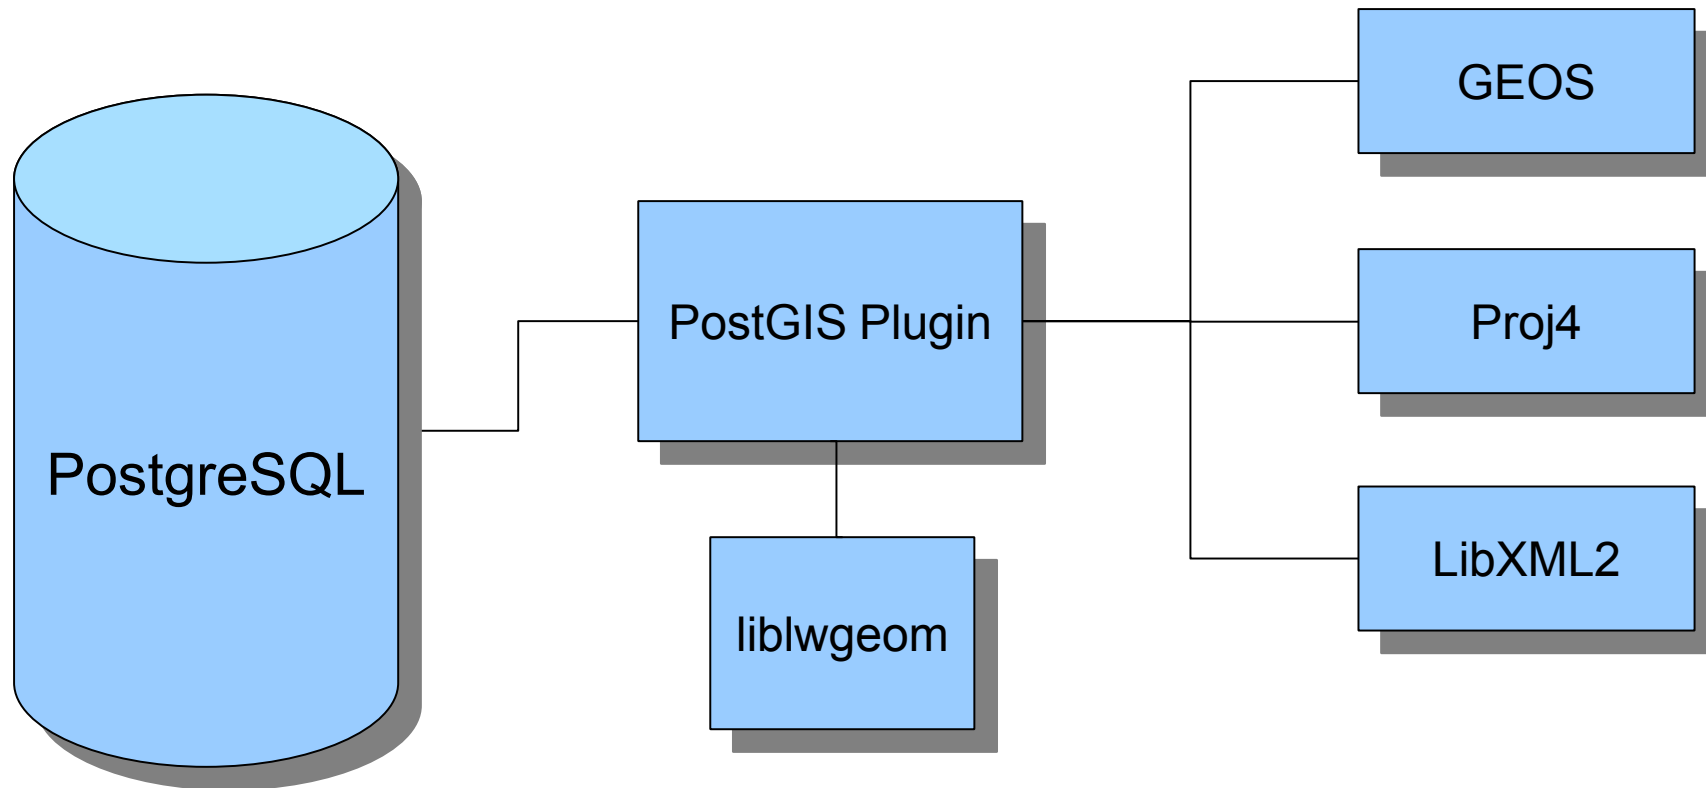 PostgreSQL
PostGIS Plugin
liblwgeom
GEOS
Proj4
LibXML2